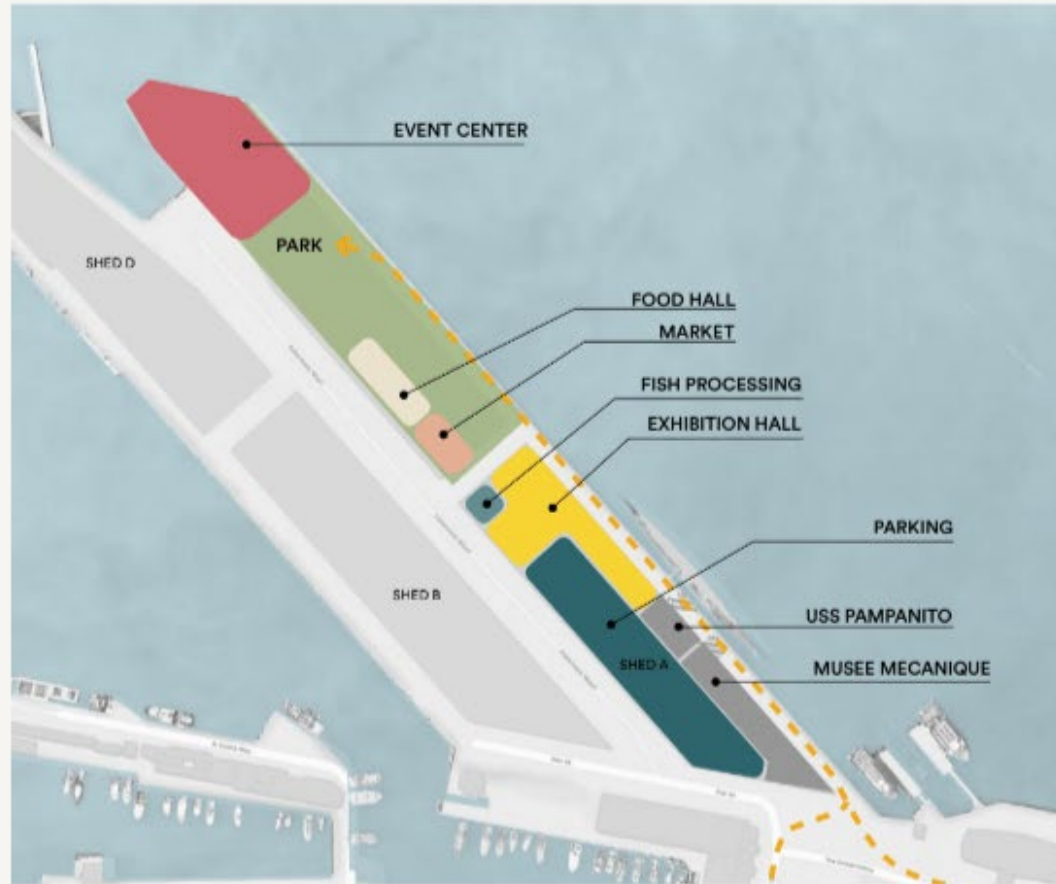 EVENT CENTER
PARK
SHED D
FOOD HALL
MARKET
FISH PROCESSING
EXHIBITION HALL
PARKING
SHED B
USS PAMPANITO
SHED A
MUSEE MECANIQUE